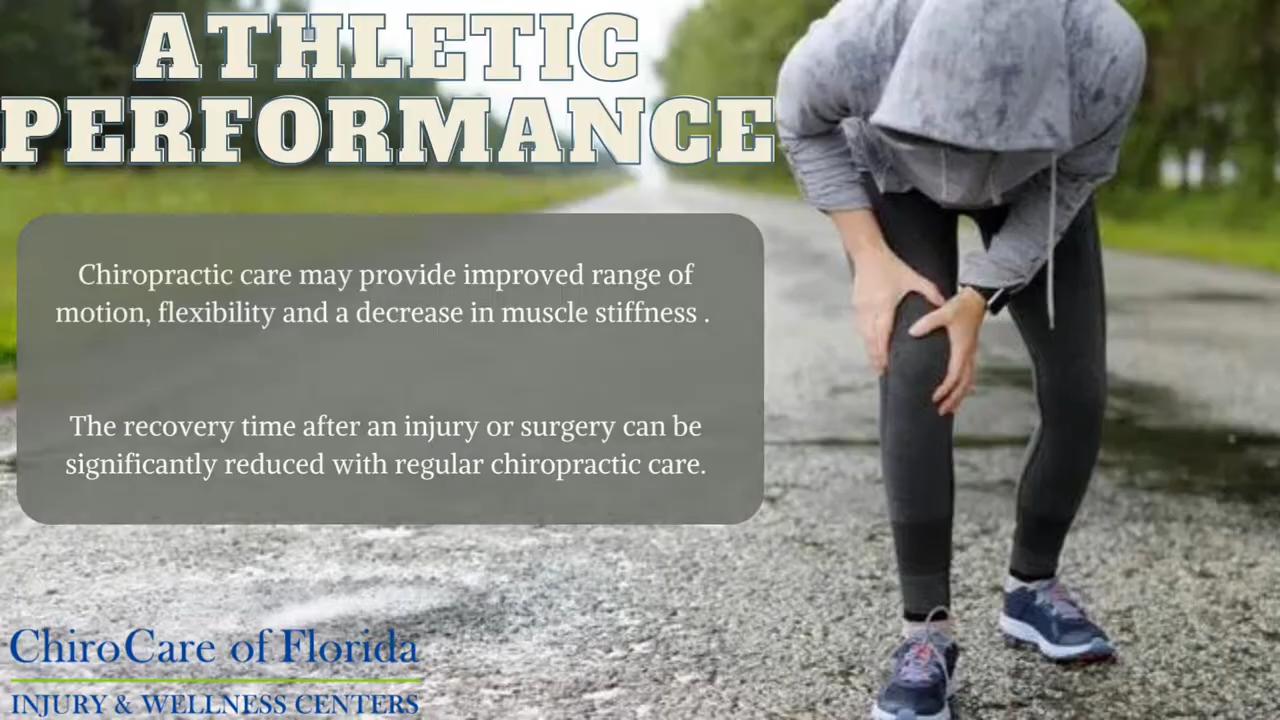 ATHLETIC
PERFORMANCE
Chiropractic care may provide improved range of
motion, flexibility and a decrease in muscle stiffness .
The recovery time after an injury or surgery can be
significantly reduced with regular chiropractic care.
ChiroCare of Florida
INJURY & WELLNESS CENTERS